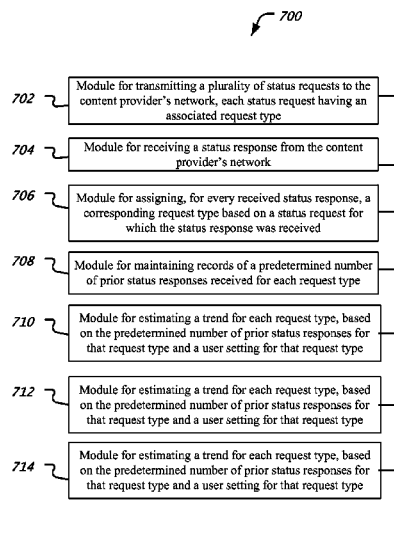 700
702
Module for transmitting a plurality of status requests to the
content provider's network, each status request having an
associated request type
704
Module for receiving a status response from the content
provider's network
706
Module for assigning, for every received status response, a
corresponding request type based on a status request for
which the status response was received
708
Module for maintaining records of a predetermined number
of prior status responses received for each request type
710
Module for estimating a trend for each request type, based
on the predetermined number of prior status responses for
that request type and a user setting for that request type
712
Module for estimating a trend for each request type, based
on the predetermined number of prior status responses for
that request type and a user setting for that request type
714
Module for estimating a trend for each request type, based
on the predetermined number of prior status responses for
that request type and a user setting for that request type